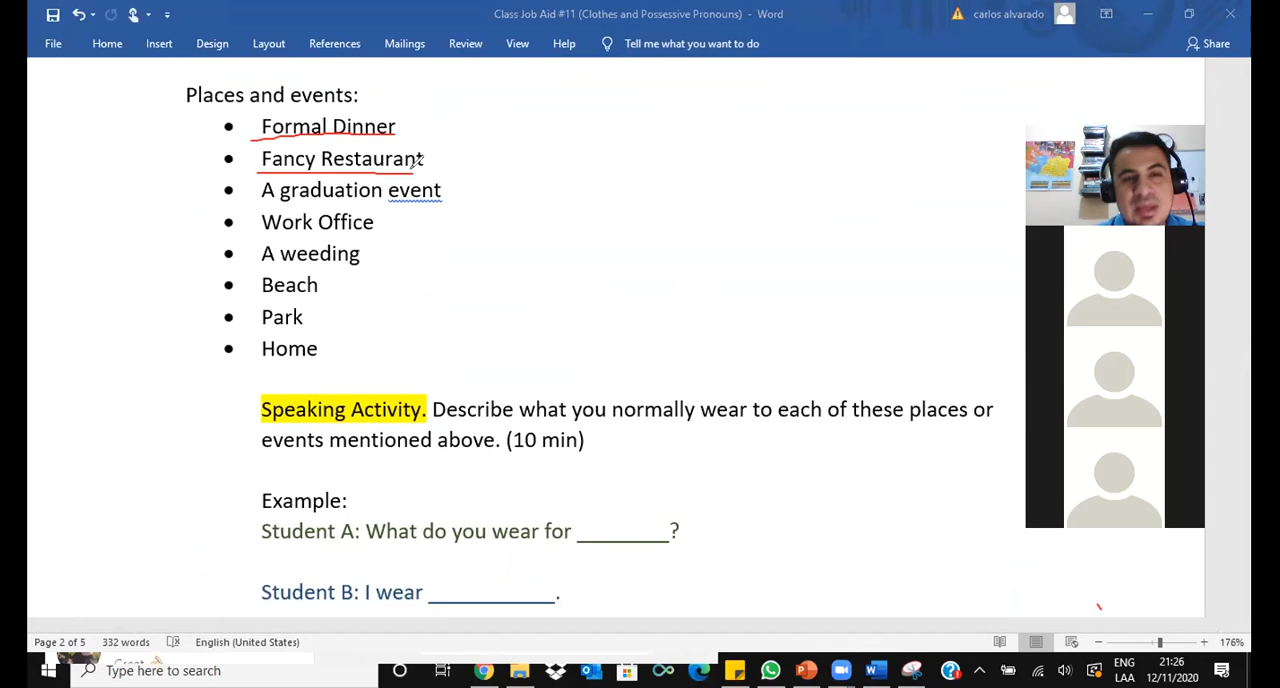 Class Job Aid #11 (Clothes and Possessive Pronouns) - Word
carlos alvarado
File Home Insert Design Layout References Mailings Review View Help Tell me what you want to do
Share
Places and events:
• Formal Dinner
• Fancy Restaurant
• A graduation event
• Work Office
• A weeding
• Beach
• Park
• Home
Speaking Activity. Describe what you normally wear to each of these places or
events mentioned above. (10 min)
Example:
Student A: What do you wear for ________?
Student B: I wear ___________.
Page 2 of 5 332 words English (United States)
176%
Type here to search
ENG
LAA
21:26
12/11/2020